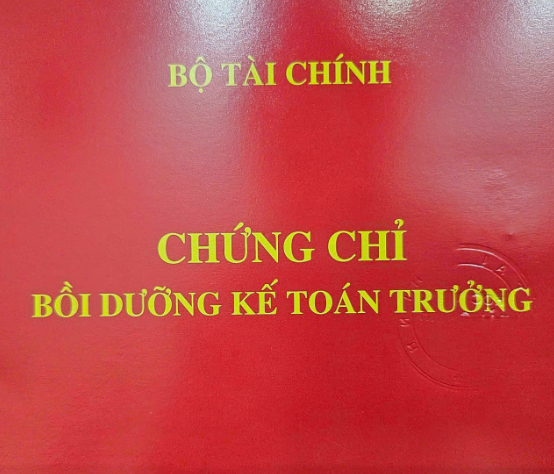 BỘ TÀI CHÍNH
CHỨNG CHỈ
BỒI DƯỠNG KẾ TOÁN TRƯỞNG